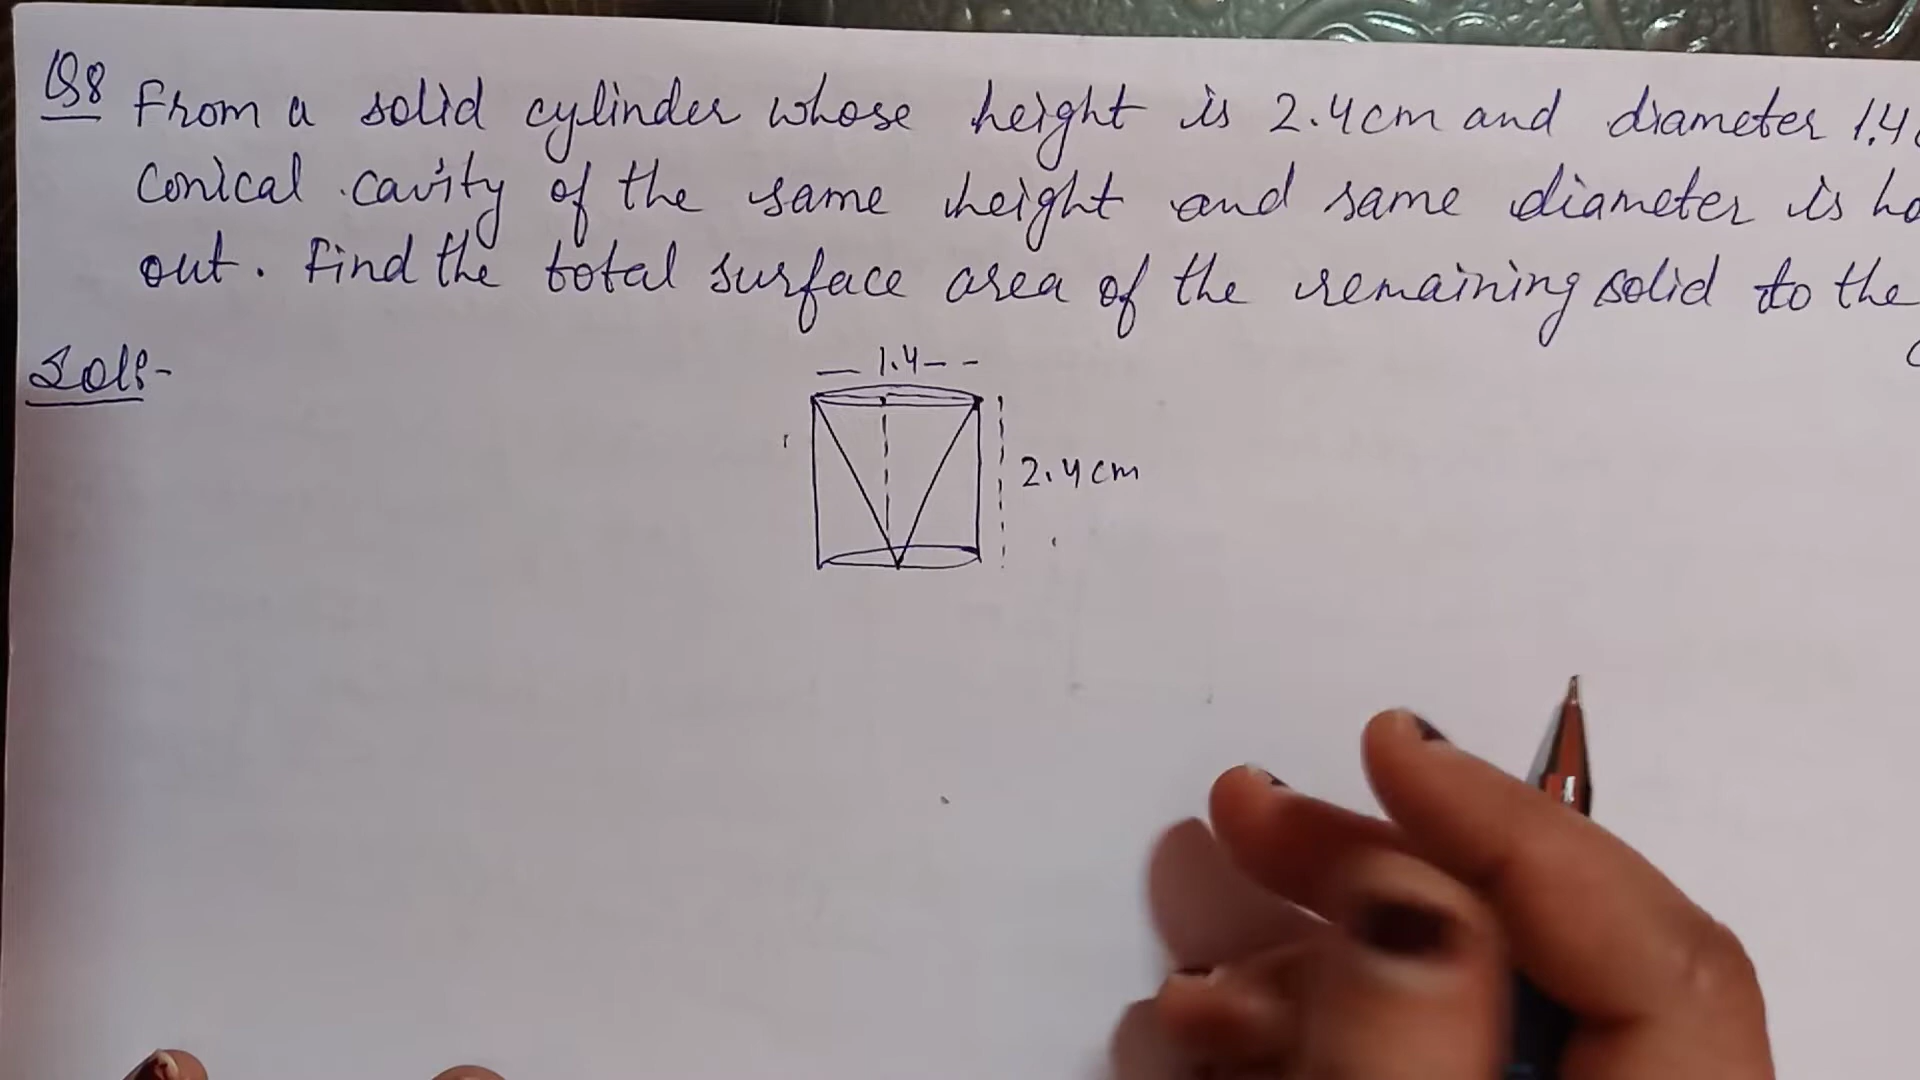 Q8 From a solid cylinder whose height is 2.4cm and diameter 1.4
Conical cavity of the same height and same diameter is
out. Find the total surface area of the remaining solid to the
Sol:-
1.4
2.4cm